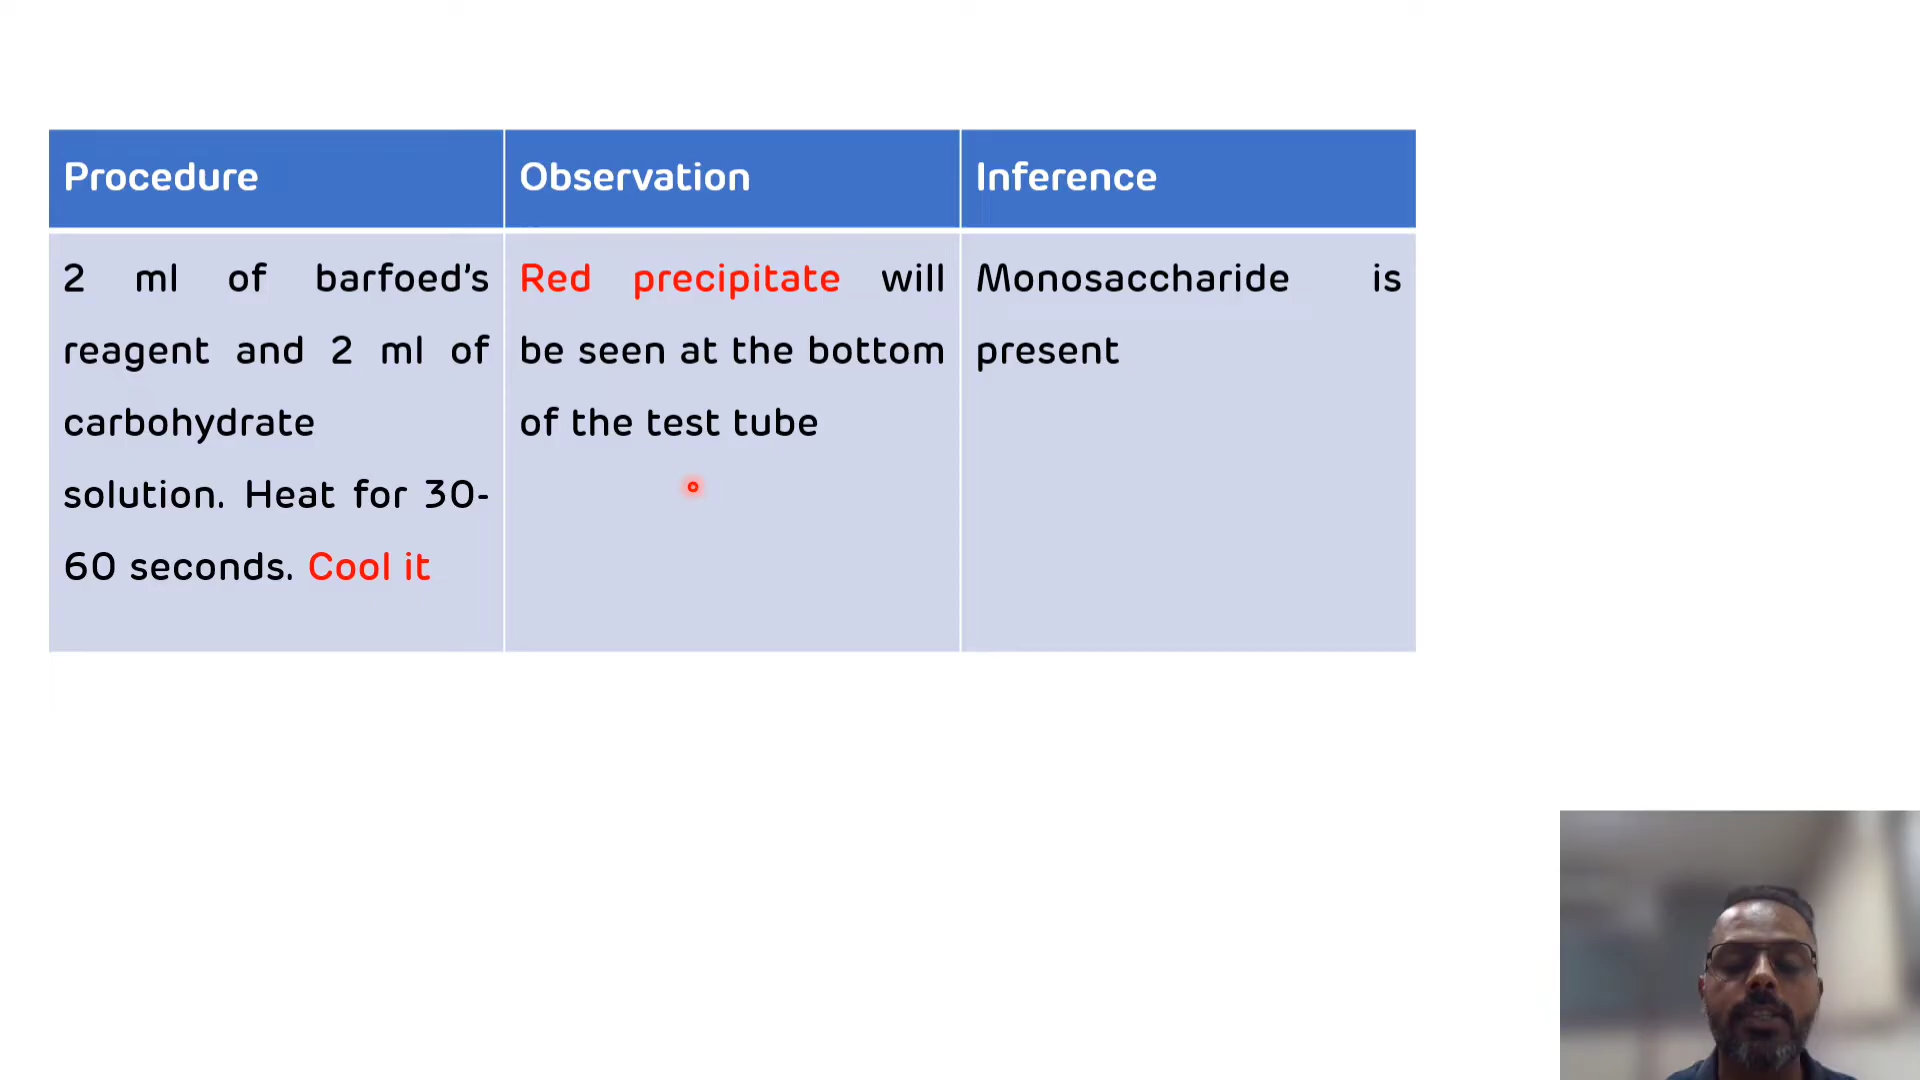 Procedure
Observation
Inference
2 ml of barfoed's
reagent and 2 ml of
carbohydrate
solution. Heat for 30-
60 seconds. Cool it
Red precipitate will
be seen at the bottom
of the test tube
Monosaccharide is
present